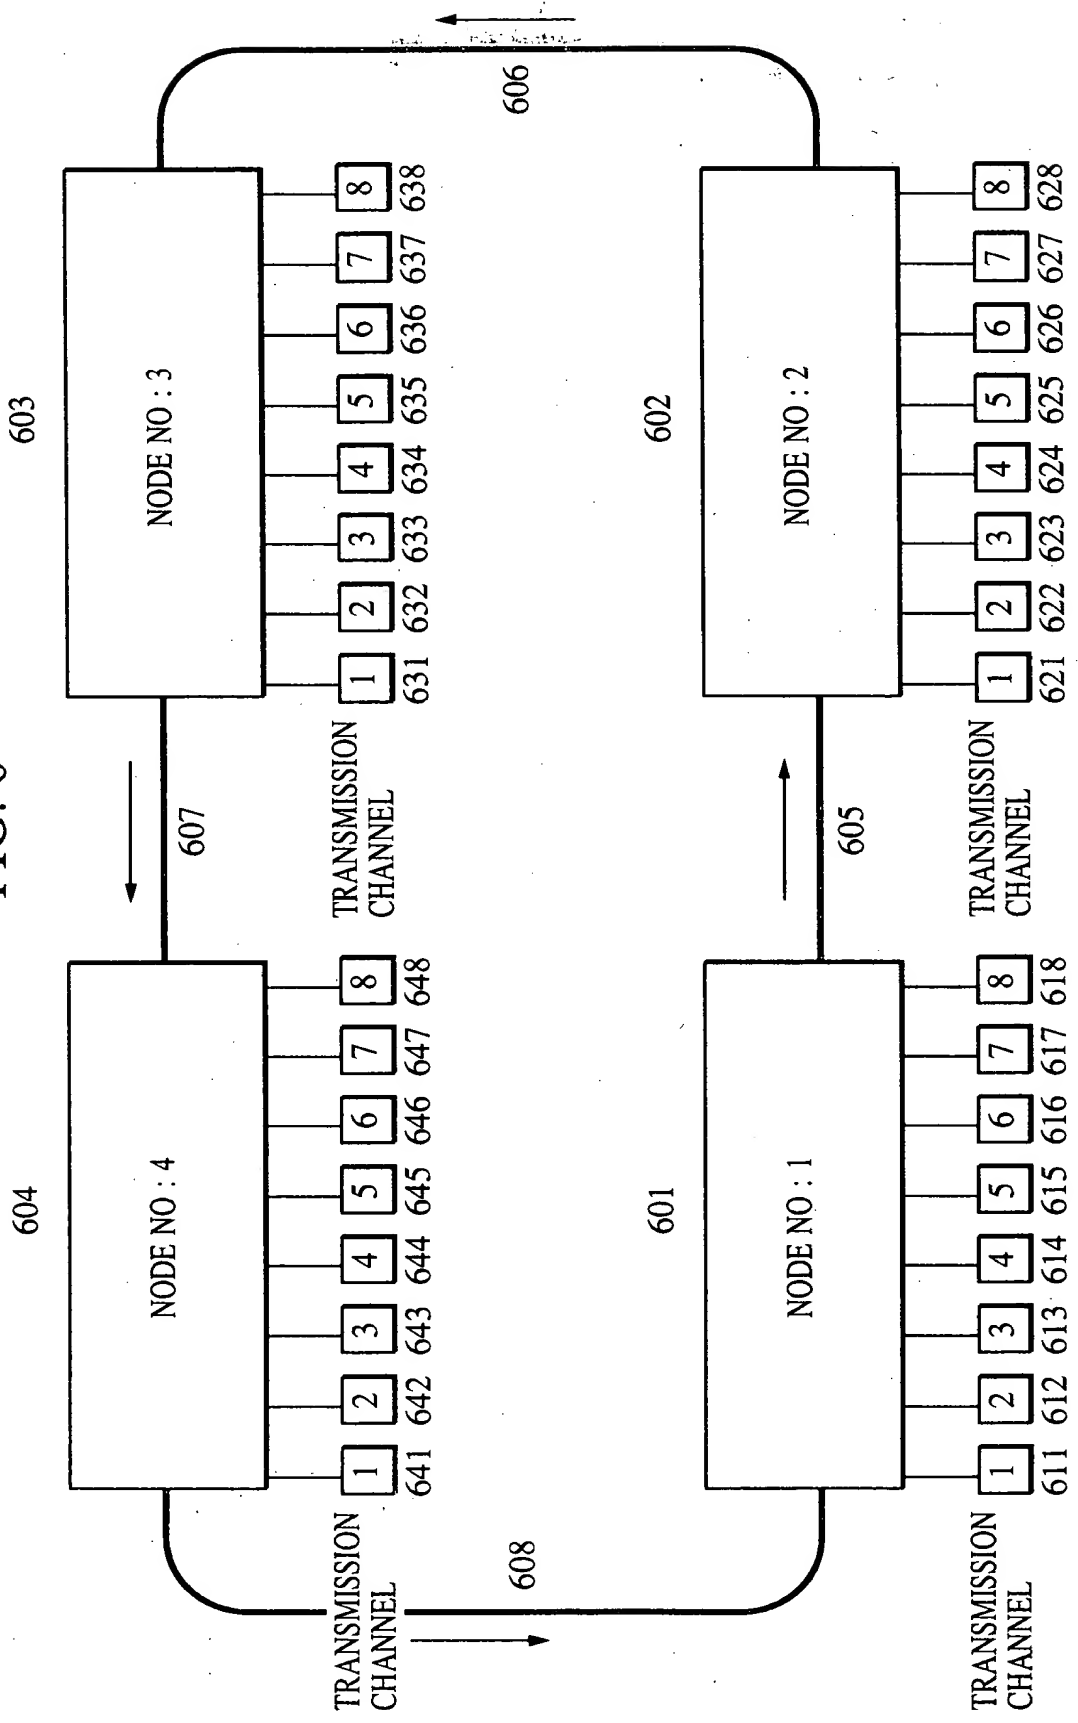 FIG. 6
604
603
NODE NO : 4
NODE NO : 3
607
TRANSMISSION
CHANNEL
1 2 3 4 5 6 7 8
641 642 643 644 645 646 647 648
TRANSMISSION
CHANNEL
1 2 3 4 5 6 7 8
631 632 633 634 635 636 637 638
608
606
601
602
NODE NO : 1
NODE NO : 2
605
TRANSMISSION
CHANNEL
1 2 3 4 5 6 7 8
611 612 613 614 615 616 617 618
TRANSMISSION
CHANNEL
1 2 3 4 5 6 7 8
621 622 623 624 625 626 627 628